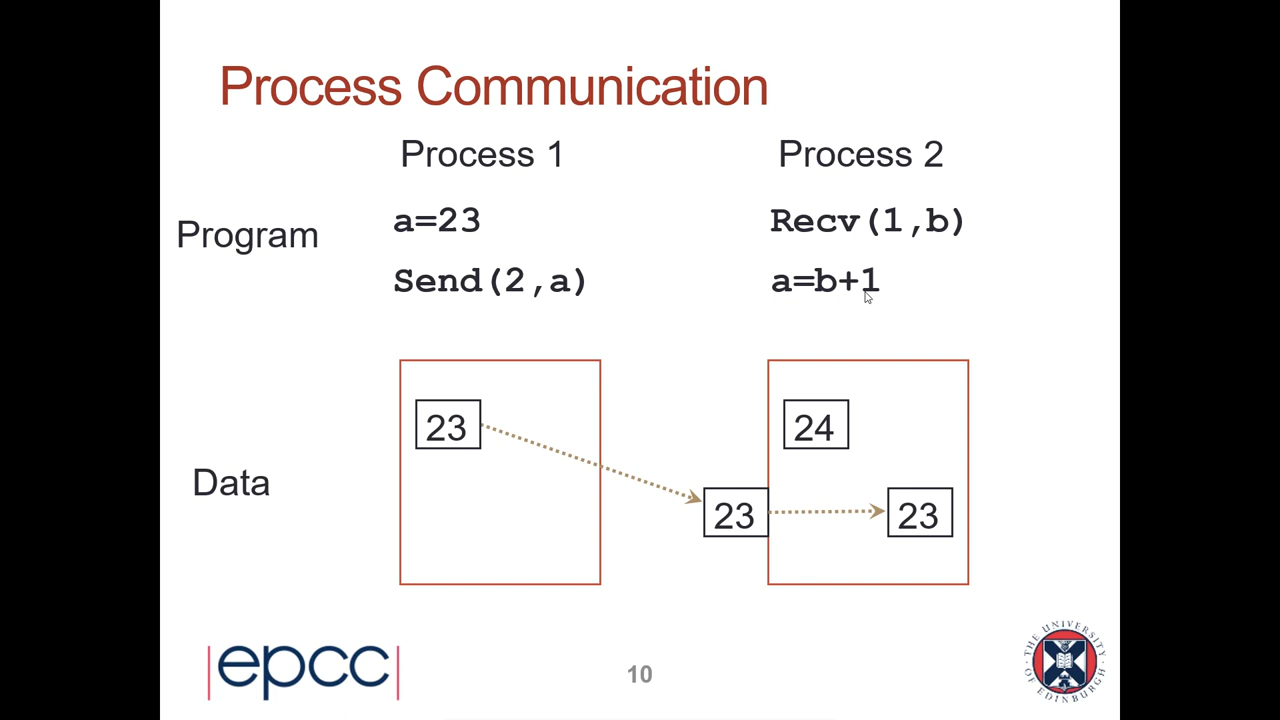 Process Communication
Process 1
Process 2
Program
a=23
Recv(1,b)
Send(2,a)
a=b+1
Data
23
24
23
23
epcc
10
THE UNIVERSITY OF EDINBURGH